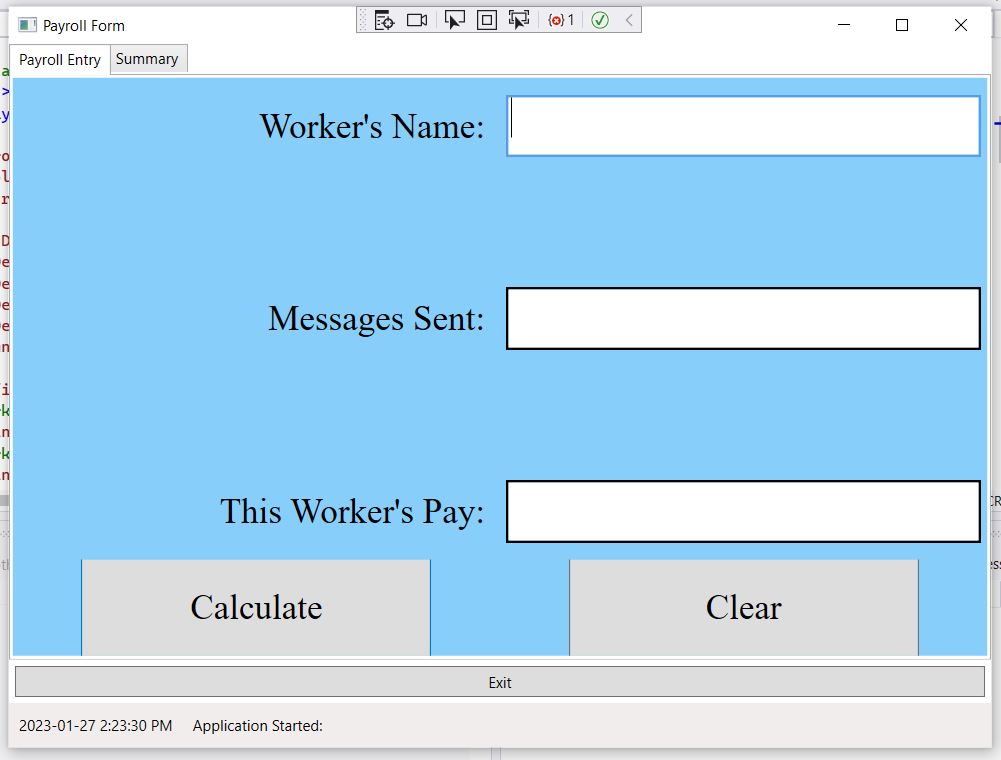 Payroll Form
1
Payroll Entry Summary
Worker's Name:
Messages Sent:
This Worker's Pay:
Calculate Clear
Exit
2023-01-27 2:23:30 PM Application Started: